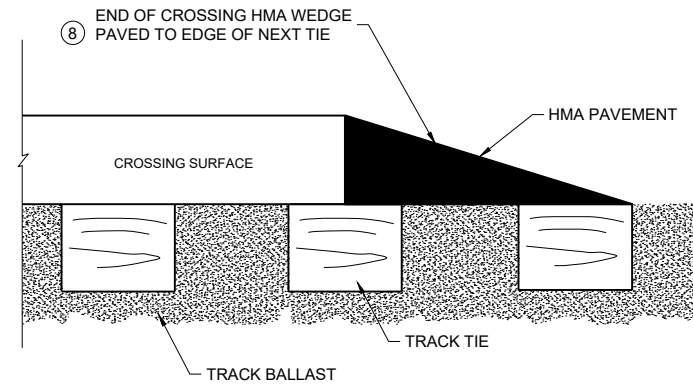 END OF CROSSING HMA WEDGE
8 PAVED TO EDGE OF NEXT TIE
HMA PAVEMENT
CROSSING SURFACE
TRACK TIE
TRACK BALLAST